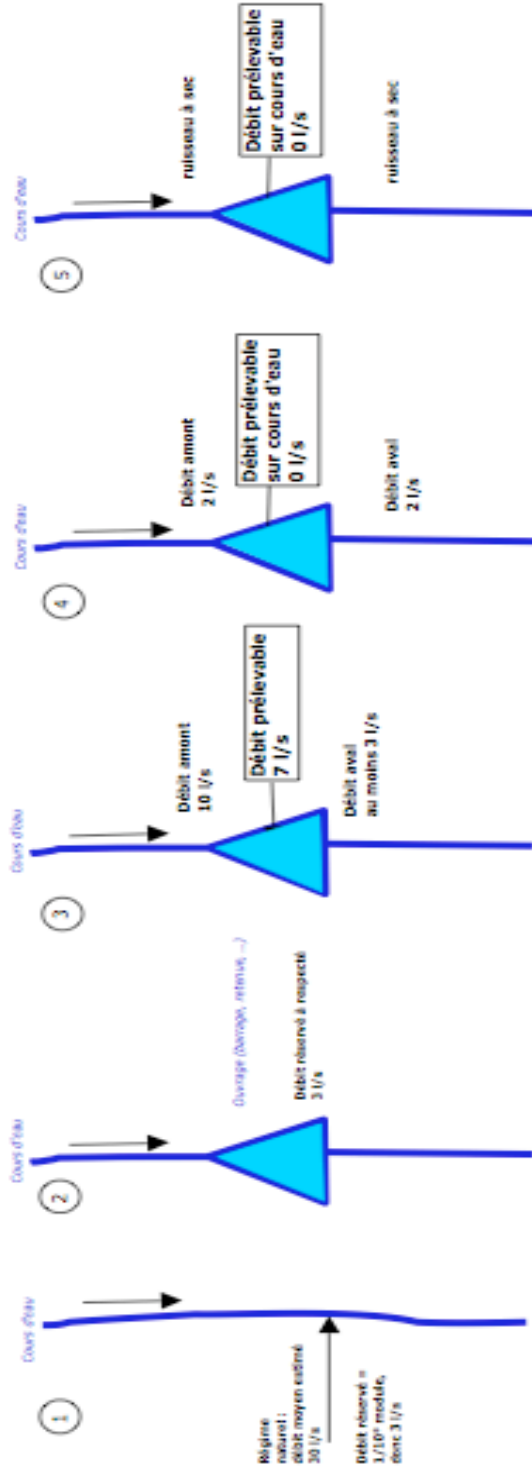 1
Cours d'eau
Régime
naturel :
débit moyen estimé
30 l/s
Débit réservé =
1/10° module,
donc 3 l/s
2
Cours d'eau
Ouvrage (barrage, retenue, ...)
Débit réservé à respecté
3 l/s
3
Cours d'eau
Débit amont
10 l/s
Débit prélevable
7 l/s
Débit aval
au moins 3 l/s
4
Cours d'eau
Débit amont
2 l/s
Débit prélevable
sur cours d'eau
0 l/s
Débit aval
2 l/s
5
Cours d'eau
ruisseau à sec
Débit prélevable
sur cours d'eau
0 l/s
ruisseau à sec